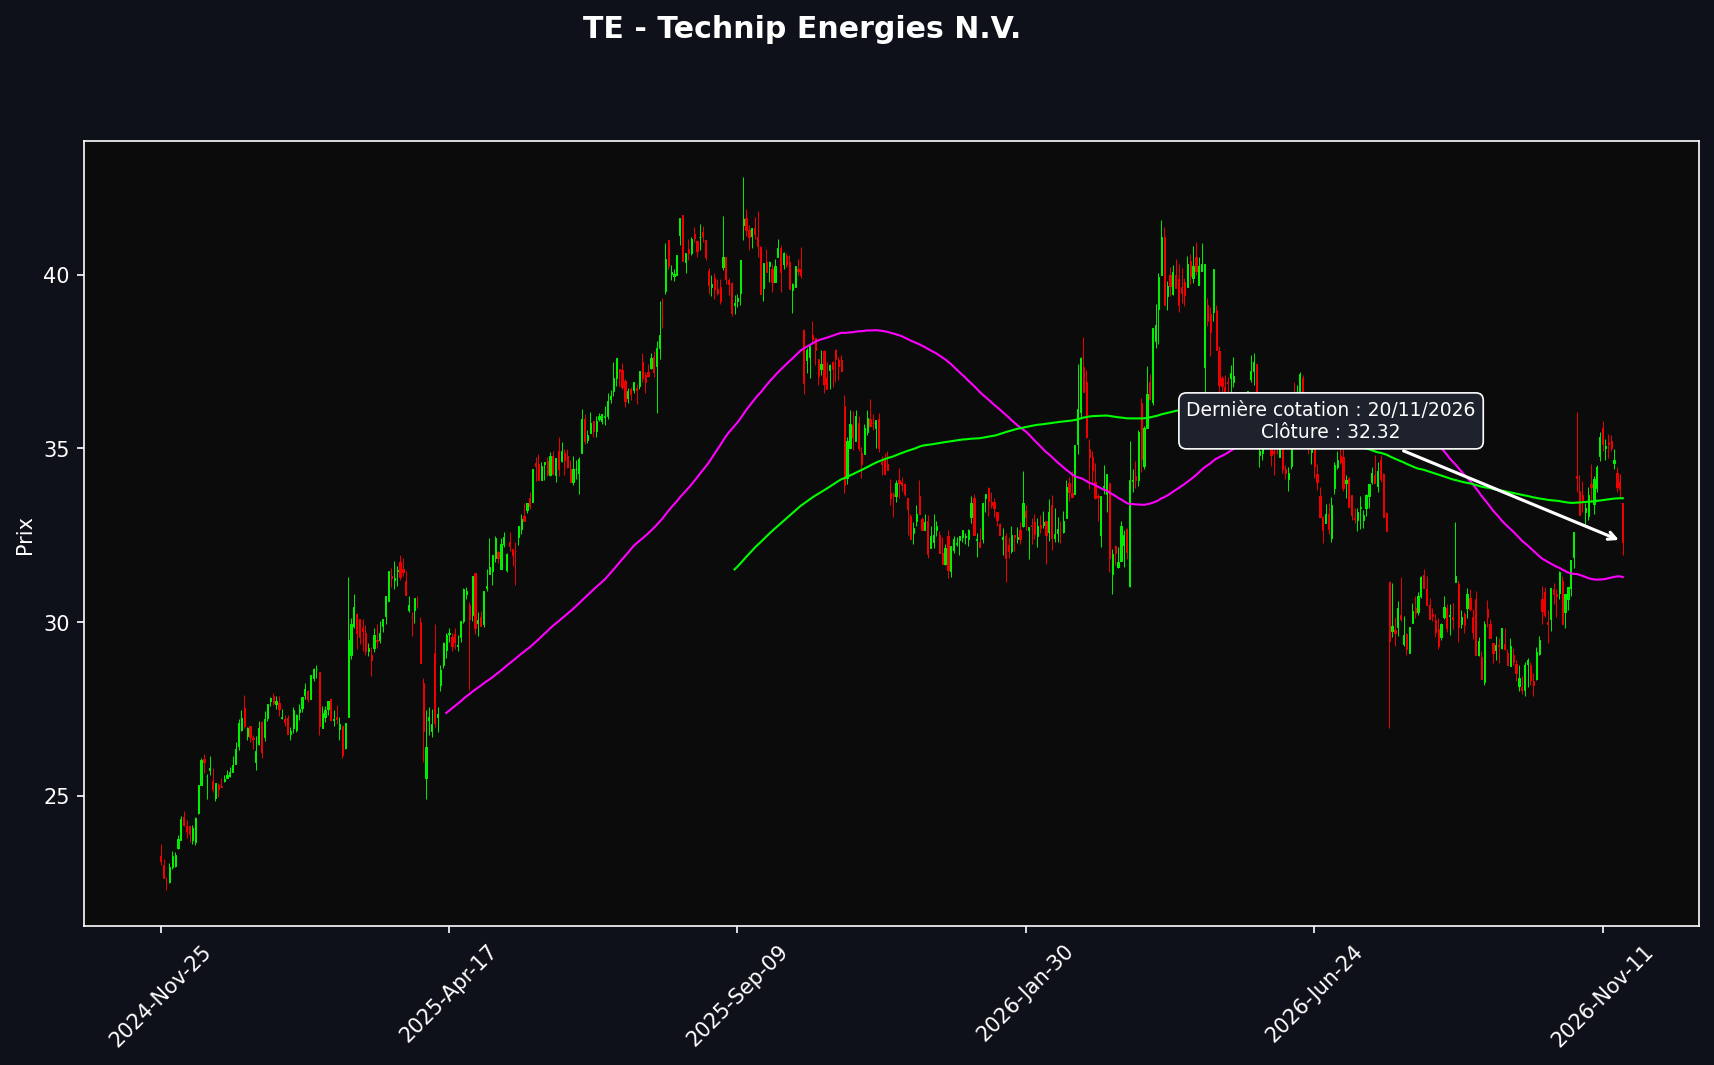 TE - Technip Energies N.V.
Prix
40
35
30
25
Dernière cotation : 20/11/2026
Clôture : 32.32
2024-Nov-25
2025-Apr-17
2025-Sep-09
2026-Jan-30
2026-Jun-24
2026-Nov-11